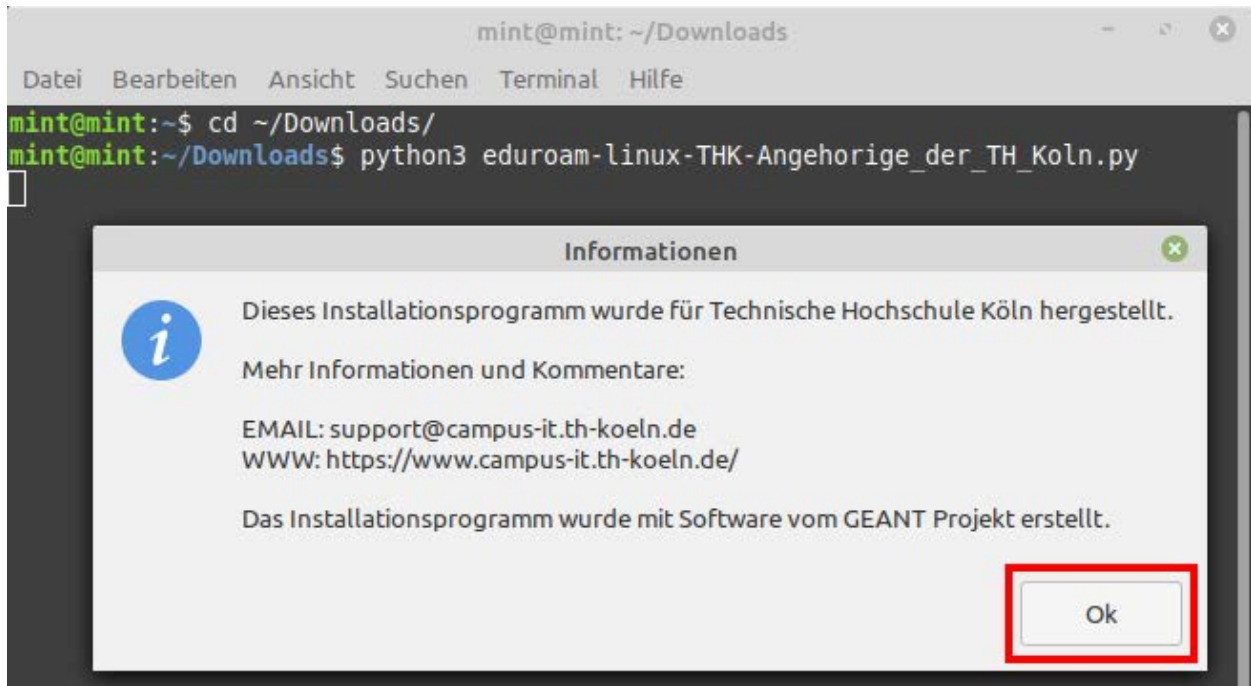 mint@mint: ~/Downloads
Datei Bearbeiten Ansicht Suchen Terminal Hilfe
mint@mint:~$ cd ~/Downloads/
mint@mint:~/Downloads$ python3 eduroam-linux-THK-Angehorige_der_TH_Koln.py
Informationen
Dieses Installationsprogramm wurde für Technische Hochschule Köln hergestellt.
Mehr Informationen und Kommentare:
EMAIL: support@campus-it.th-koeln.de
WWW: https://www.campus-it.th-koeln.de/
Das Installationsprogramm wurde mit Software vom GEANT Projekt erstellt.
Ok